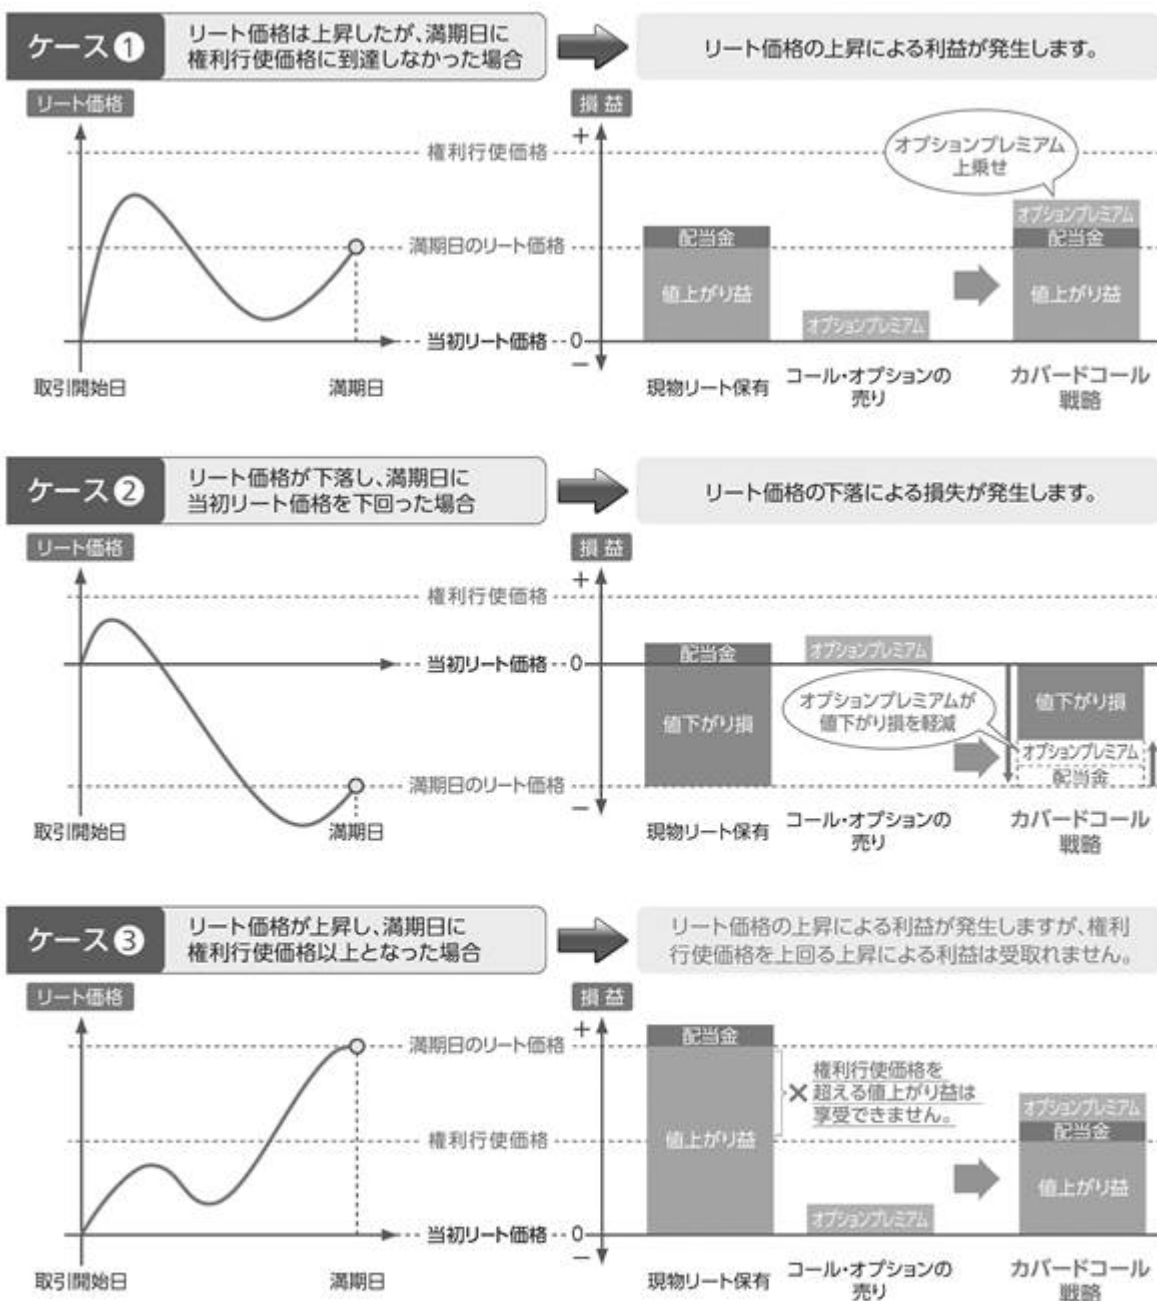 ケース❶
リート価格は上昇したが、満期日に
権利行使価格に到達しなかった場合
リート価格の上昇による利益が発生します。
リート価格
権利行使価格
満期日のリート価格
当初リート価格
取引開始日
満期日
損益
+
0
−
配当金
値上がり益
オプションプレミアム
オプションプレミアム
上乗せ
オプションプレミアム
配当金
値上がり益
現物リート保有
コール・オプションの
売り
カバードコール
戦略
ケース❷
リート価格が下落し、満期日に
当初リート価格を下回った場合
リート価格の下落による損失が発生します。
リート価格
権利行使価格
当初リート価格
満期日のリート価格
取引開始日
満期日
損益
+
0
−
配当金
値下がり損
オプションプレミアム
オプションプレミアムが
値下がり損を軽減
値下がり損
オプションプレミアム
配当金
現物リート保有
コール・オプションの
売り
カバードコール
戦略
ケース❸
リート価格が上昇し、満期日に
権利行使価格以上となった場合
リート価格の上昇による利益が発生しますが、権利
行使価格を上回る上昇による利益は受取れません。
リート価格
満期日のリート価格
権利行使価格
当初リート価格
取引開始日
満期日
損益
+
0
−
配当金
値上がり益
×
権利行使価格を
超える値上がり益は
享受できません。
オプションプレミアム
オプションプレミアム
配当金
値上がり益
現物リート保有
コール・オプションの
売り
カバードコール
戦略